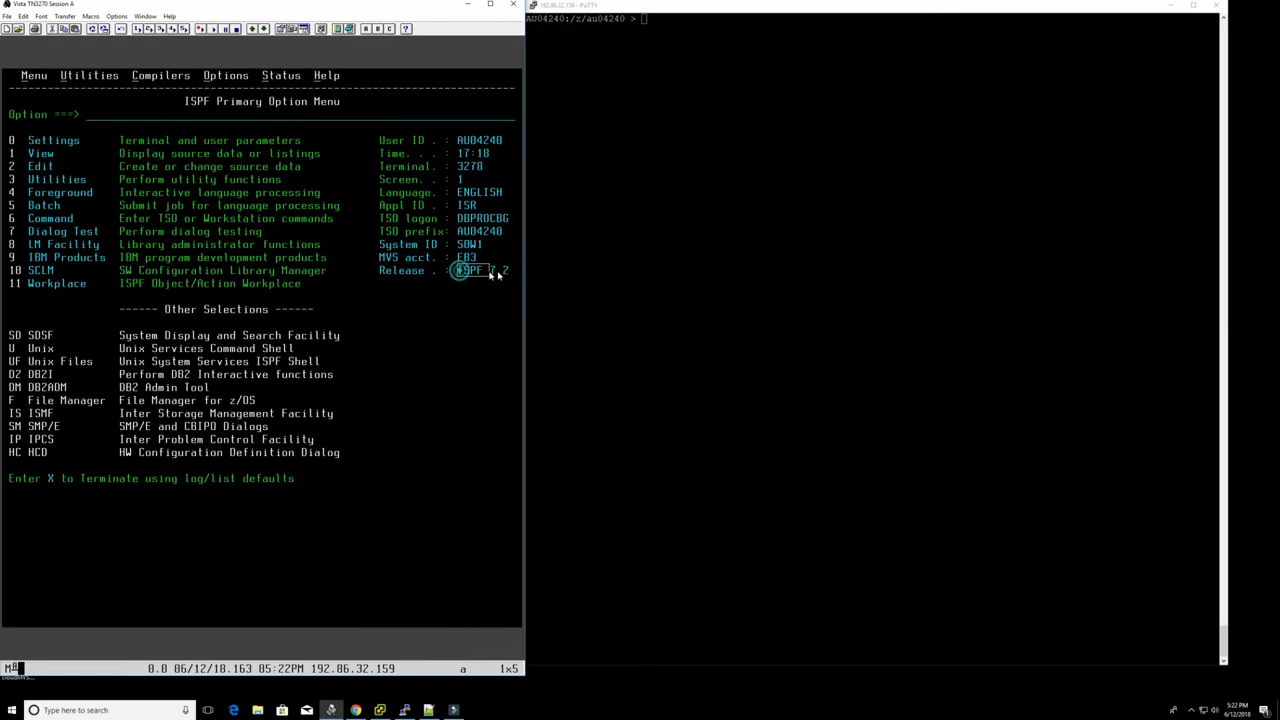 Vista TN3270 Session A
File Edit Font Transfer Macro Options Window Help
Menu Utilities Compilers Options Status Help
ISPF Primary Option Menu
Option ===>
0 Settings Terminal and user parameters User ID . : AU04240
1 View Display source data or listings Time. . . : 17:18
2 Edit Create or change source data Terminal. : 3278
3 Utilities Perform utility functions Screen. . : 1
4 Foreground Interactive language processing Language. : ENGLISH
5 Batch Submit job for language processing Appl ID . : ISR
6 Command Enter TSO or Workstation commands TSO logon : DBPROCBG
7 Dialog Test Perform dialog testing TSO prefix: AU04240
8 LM Facility Library administrator functions System ID : S0W1
9 IBM Products IBM program development products MVS acct. : FB3
10 SCLM SW Configuration Library Manager Release . : ISPF 7.2
11 Workplace ISPF Object/Action Workplace
------ Other Selections ------
SD SDSF System Display and Search Facility
U Unix Unix Services Command Shell
UF Unix Files Unix System Services ISPF Shell
D2 DB2I Perform DB2 Interactive functions
DM DB2ADM DB2 Admin Tool
F File Manager File Manager for z/OS
IS ISMF Inter Storage Management Facility
SM SMP/E SMP/E and CBIPO Dialogs
IP IPCS Inter Problem Control Facility
HC HCD HW Configuration Definition Dialog
Enter X to Terminate using log/list defaults
0.0 06/12/18.163 05:22PM 192.86.32.159 a 1x5
192.86.32.159 - PuTTY
AU04240:/z/au04240 >
Type here to search
5:22 PM
6/12/2018